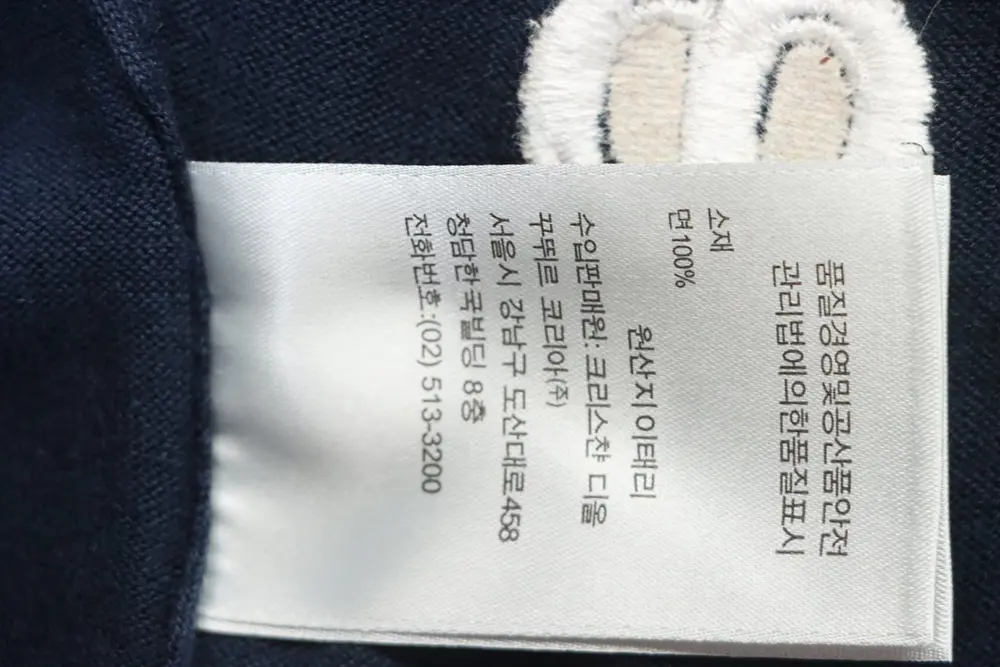 품질경영및공산품안전
관리법에의한품질표시
소재
면100%
원산지이태리
수입판매원: 크리스챤 디올
꾸뛰르 코리아(주)
서울시 강남구 도산대로458
청담한국빌딩 8층
전화번호:(02) 513-3200